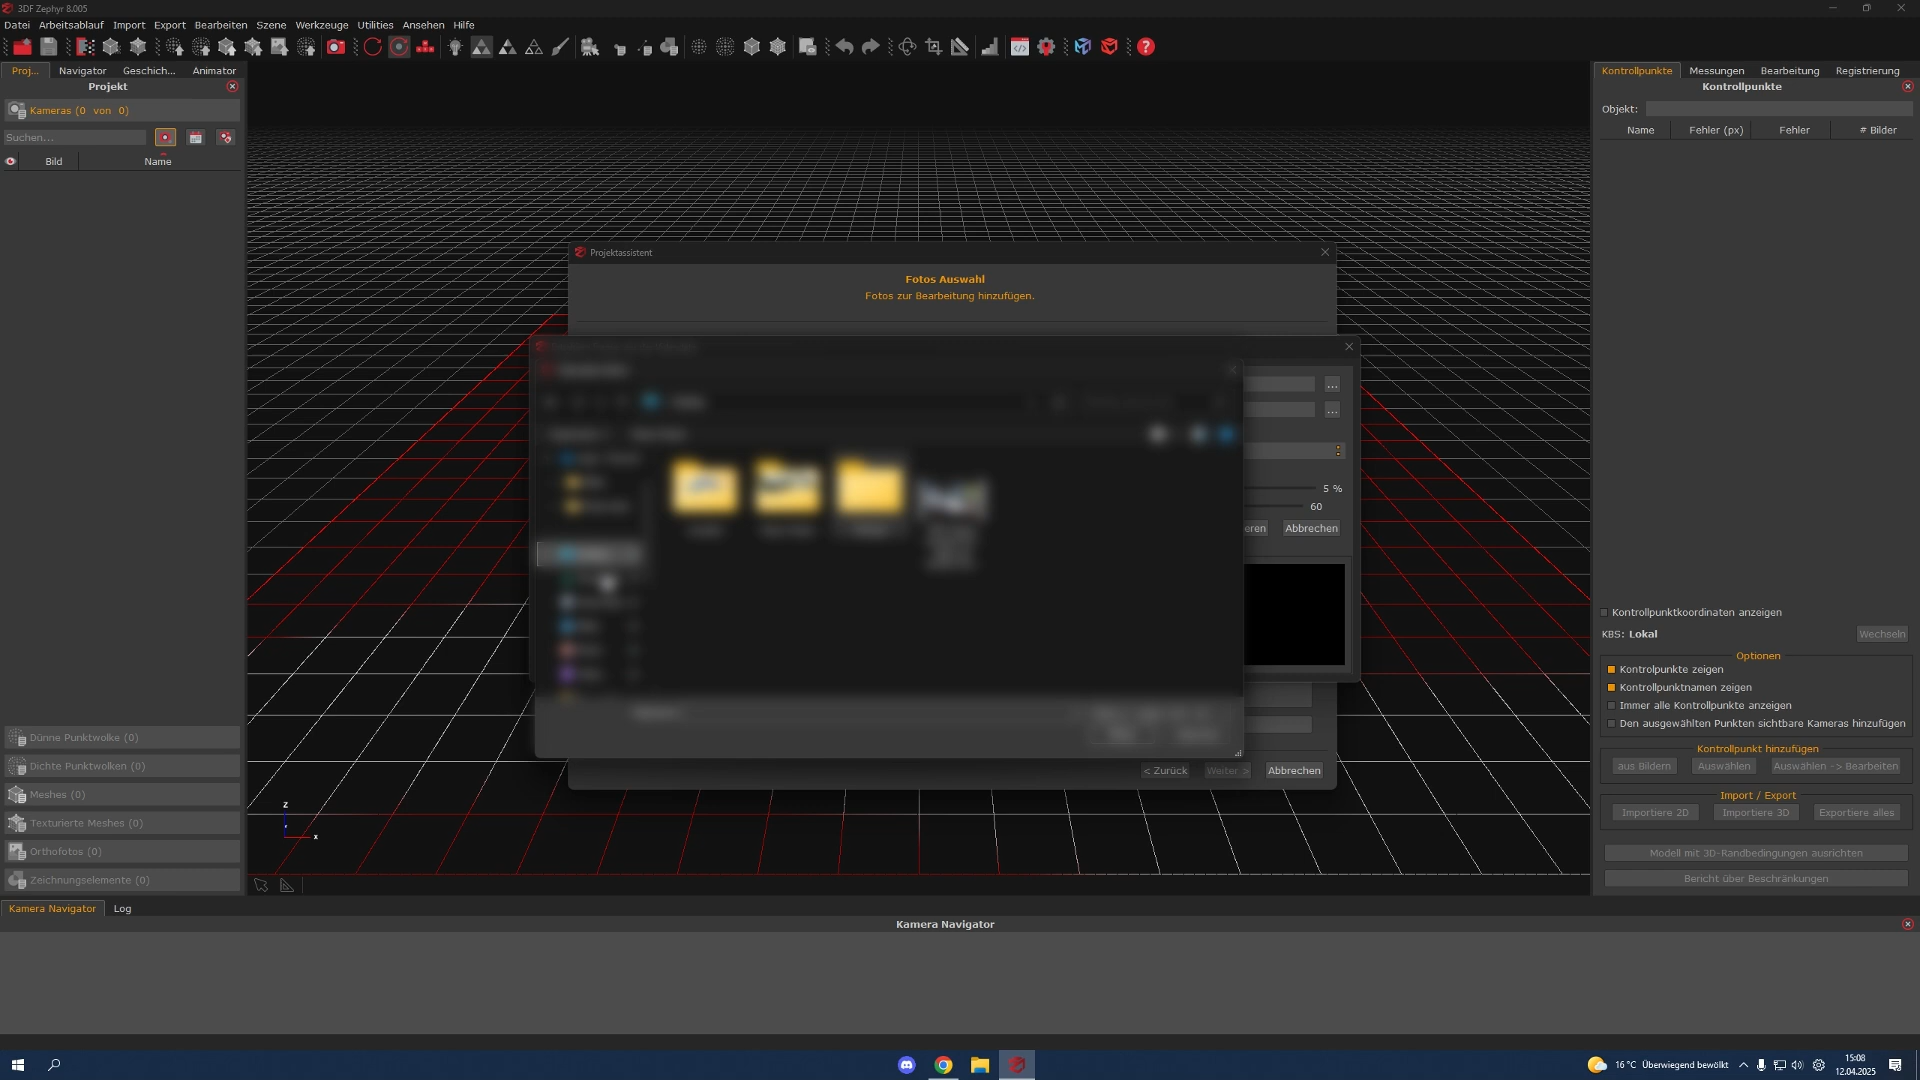 3DF Zephyr 8.005
Datei Arbeitsablauf Import Export Bearbeiten Szene Werkzeuge Utilities Ansehen Hilfe
Proj... Navigator Geschich... Animator
Projekt
Kameras (0 von 0)
Suchen...
Bild Name
Dünne Punktwolke (0)
Dichte Punktwolken (0)
Meshes (0)
Texturierte Meshes (0)
Orthofotos (0)
Zeichnungselemente (0)
Projektassistent
Fotos Auswahl
Fotos zur Bearbeitung hinzufügen.
...
...
5 %
60
eren Abbrechen
< Zurück Weiter > Abbrechen
z
x
Kontrollpunkte Messungen Bearbeitung Registrierung
Kontrollpunkte
Objekt:
Name Fehler (px) Fehler # Bilder
Kontrollpunktkoordinaten anzeigen
KBS: Lokal Wechseln
Optionen
Kontrolpunkte zeigen
Kontrollpunktnamen zeigen
Immer alle Kontrollpunkte anzeigen
Den ausgewählten Punkten sichtbare Kameras hinzufügen
Kontrollpunkt hinzufügen
aus Bildern Auswählen Auswählen -> Bearbeiten
Import / Export
Importiere 2D Importiere 3D Exportiere alles
Modell mit 3D-Randbedingungen ausrichten
Bericht über Beschränkungen
Kamera Navigator Log
Kamera Navigator
16 °C Überwiegend bewölkt
15:08
12.04.2025